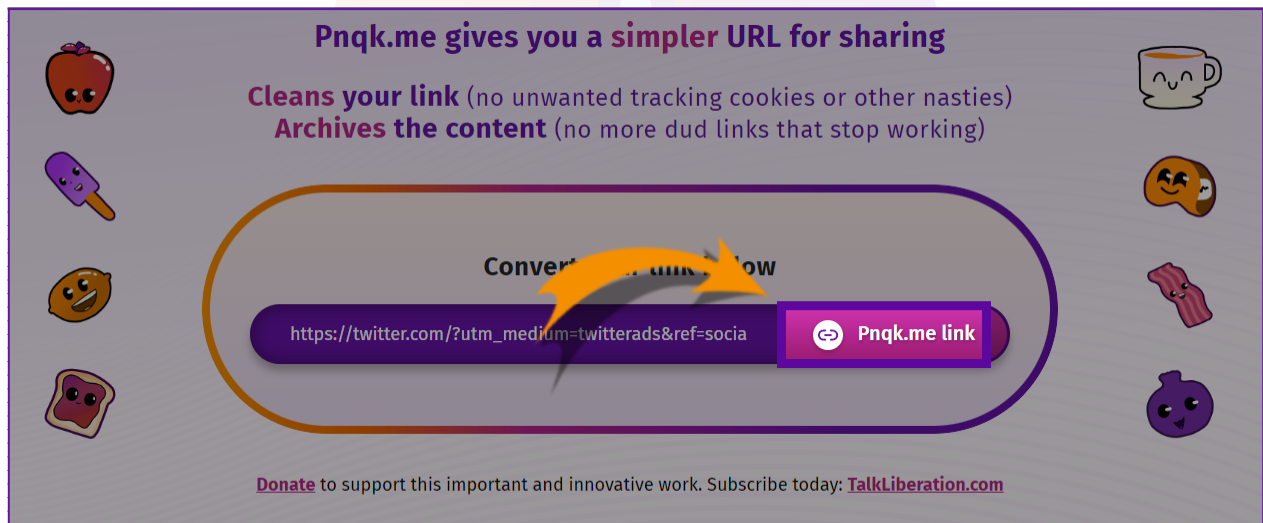 Pnqk.me gives you a simpler URL for sharing
Cleans your link (no unwanted tracking cookies or other nasties)
Archives the content (no more dud links that stop working)
Convert link
https://twitter.com/?utm_medium=twitterads&ref=socia
Pnqk.me link
Donate to support this important and innovative work. Subscribe today: TalkLiberation.com